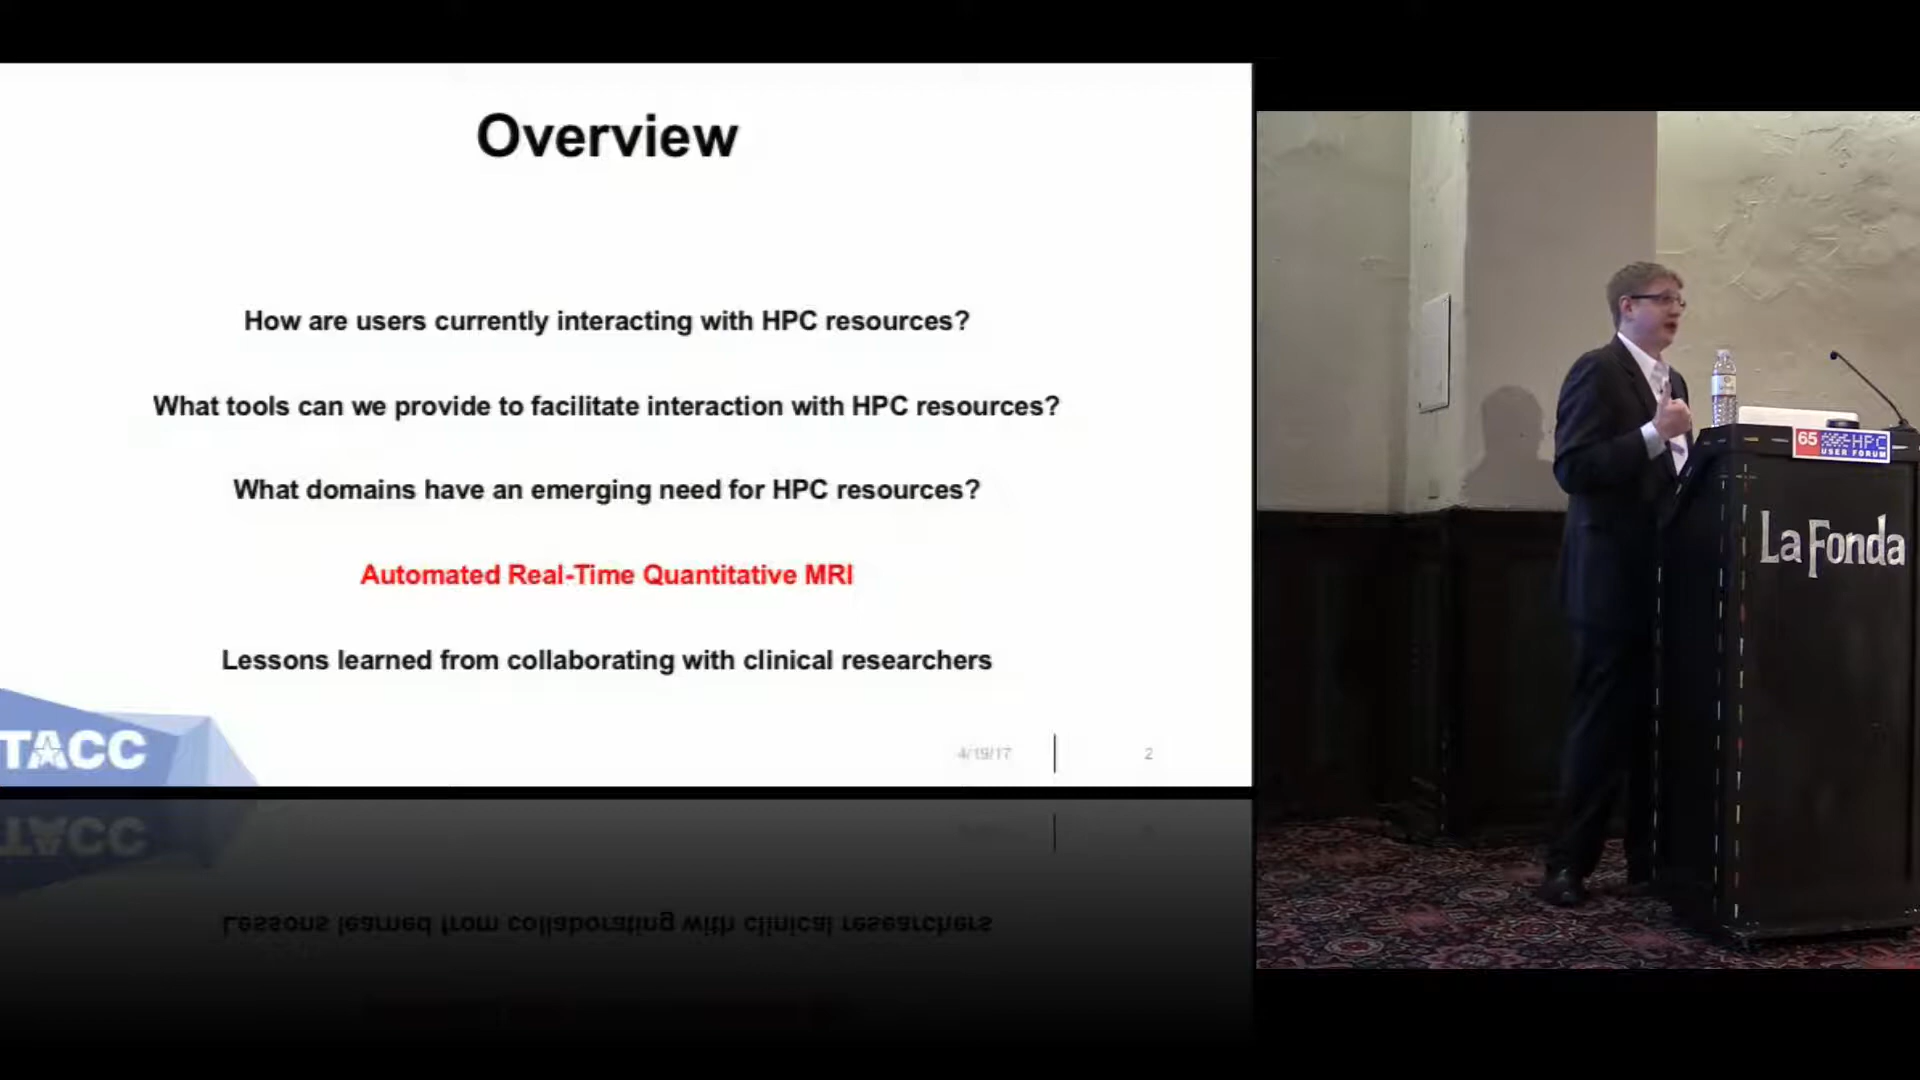 Overview
How are users currently interacting with HPC resources?
What tools can we provide to facilitate interaction with HPC resources?
What domains have an emerging need for HPC resources?
Automated Real-Time Quantitative MRI
Lessons learned from collaborating with clinical researchers
TACC
4/19/17
2
65 HPC
USER FORUM
La Fonda